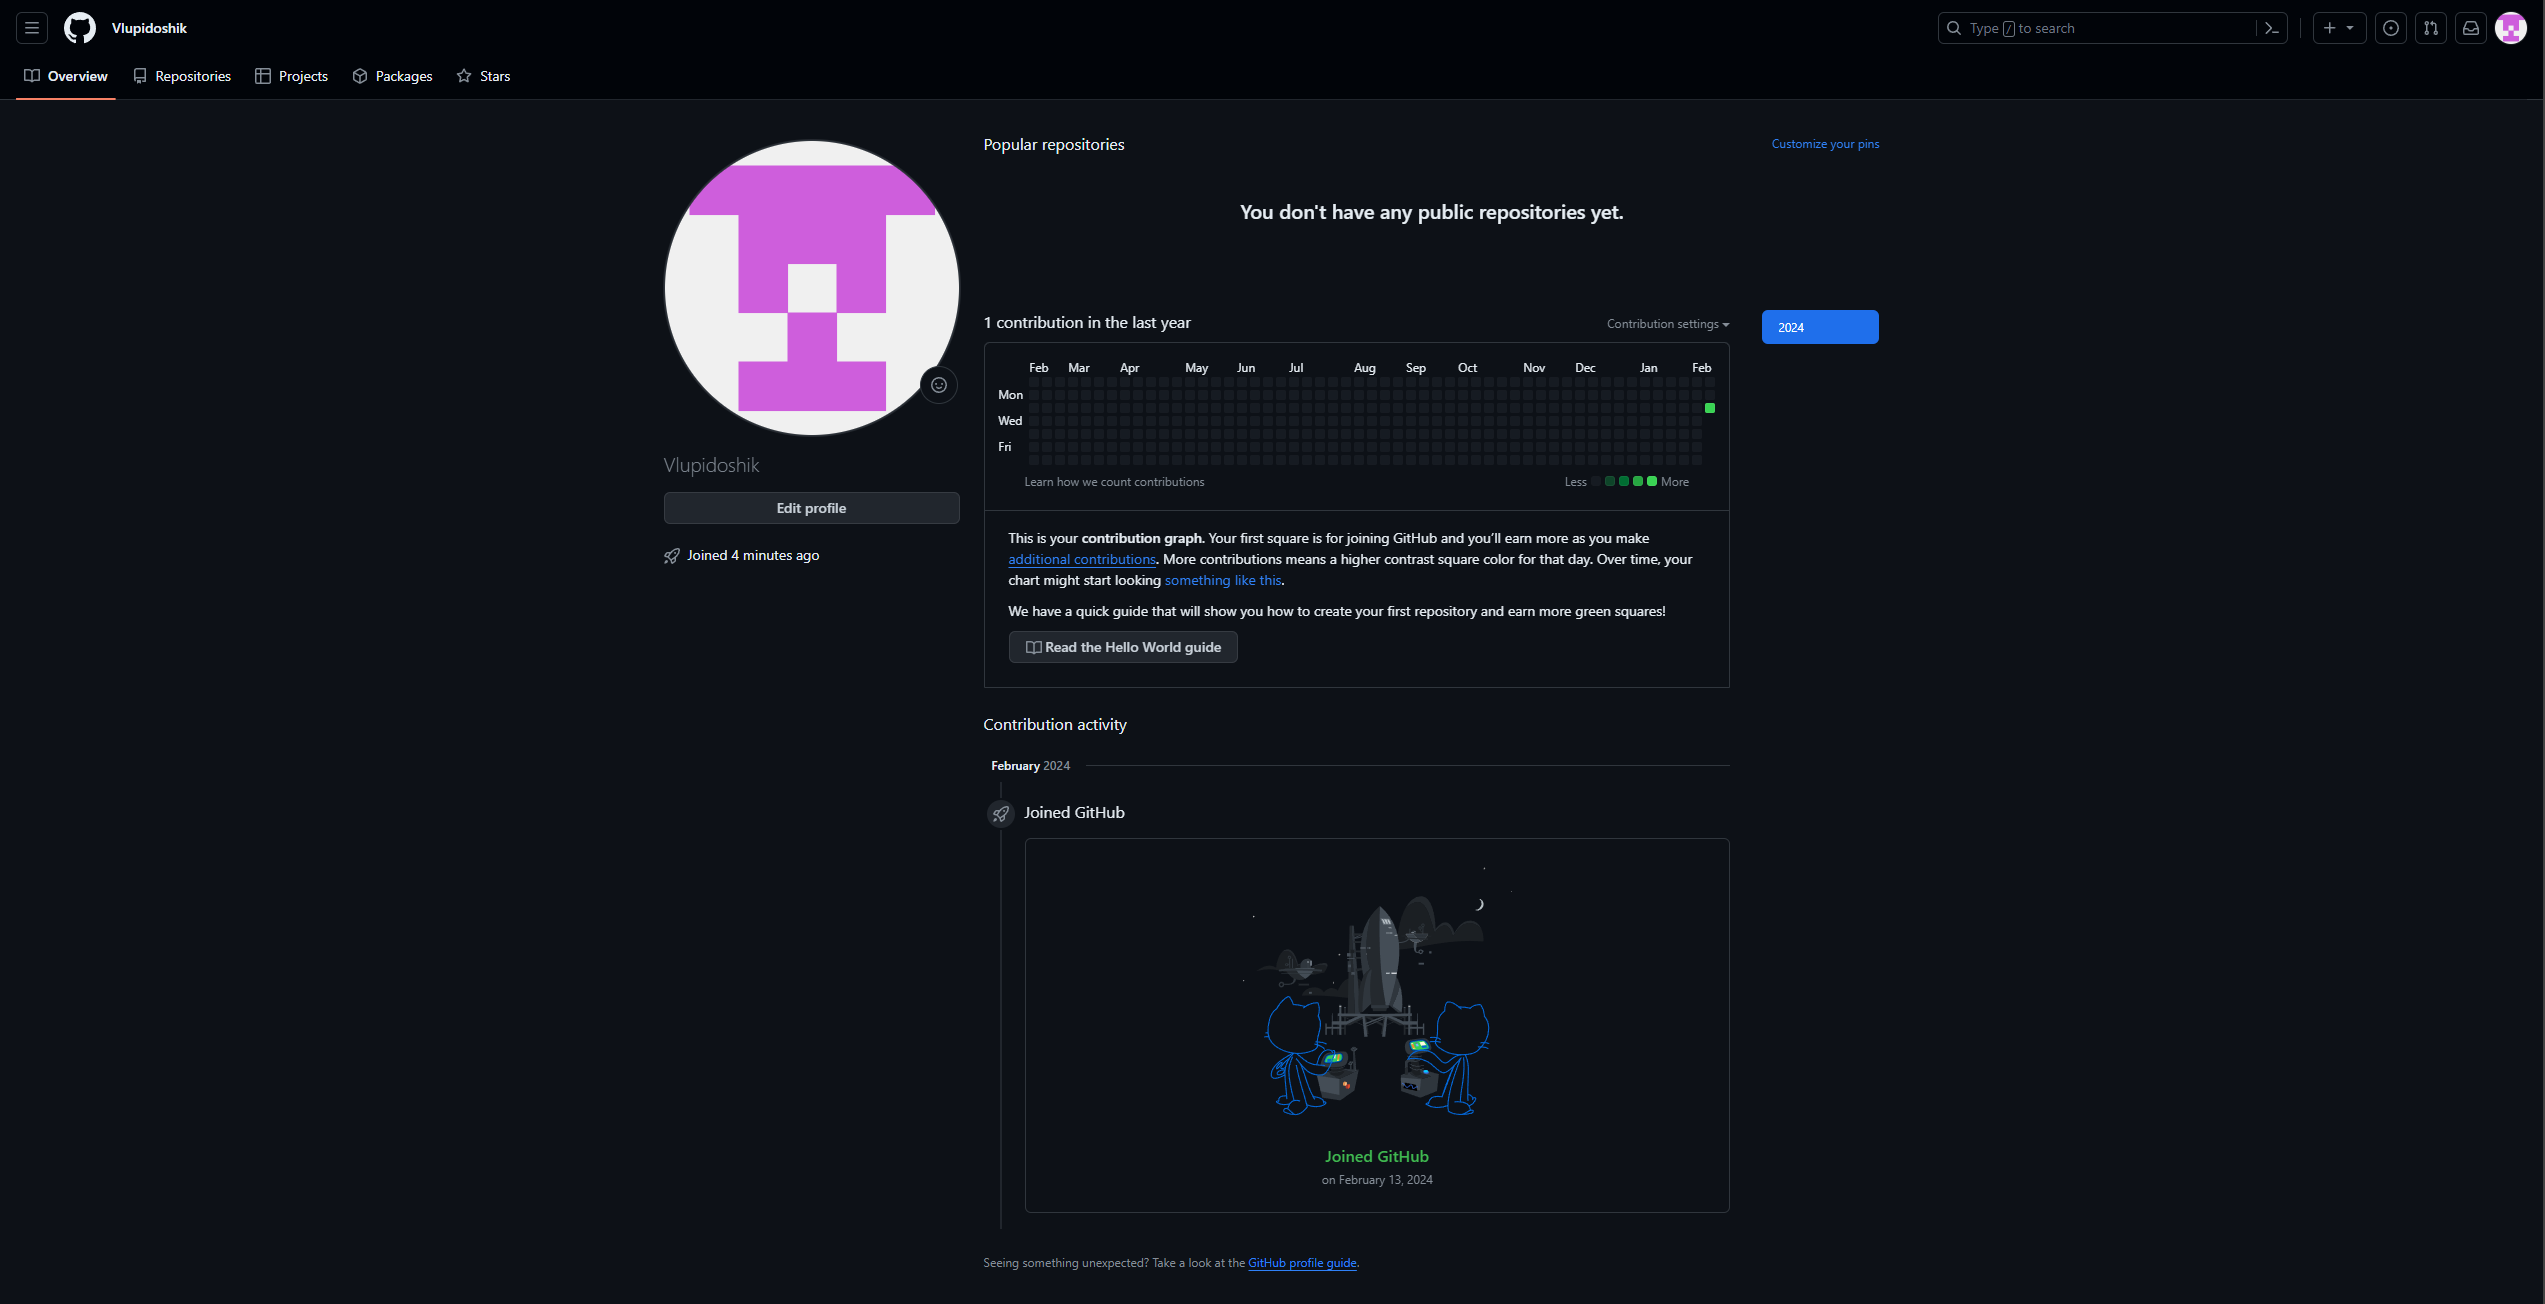 Vlupidoshik
Type / to search
Overview
Repositories
Projects
Packages
Stars
Vlupidoshik
Edit profile
Joined 4 minutes ago
Popular repositories
Customize your pins
You don't have any public repositories yet.
1 contribution in the last year
Contribution settings
2024
Feb Mar Apr May Jun Jul Aug Sep Oct Nov Dec Jan Feb
Mon
Wed
Fri
Learn how we count contributions
Less More
This is your contribution graph. Your first square is for joining GitHub and you’ll earn more as you make
additional contributions. More contributions means a higher contrast square color for that day. Over time, your
chart might start looking something like this.
We have a quick guide that will show you how to create your first repository and earn more green squares!
Read the Hello World guide
Contribution activity
February 2024
Joined GitHub
Joined GitHub
on February 13, 2024
Seeing something unexpected? Take a look at the GitHub profile guide.